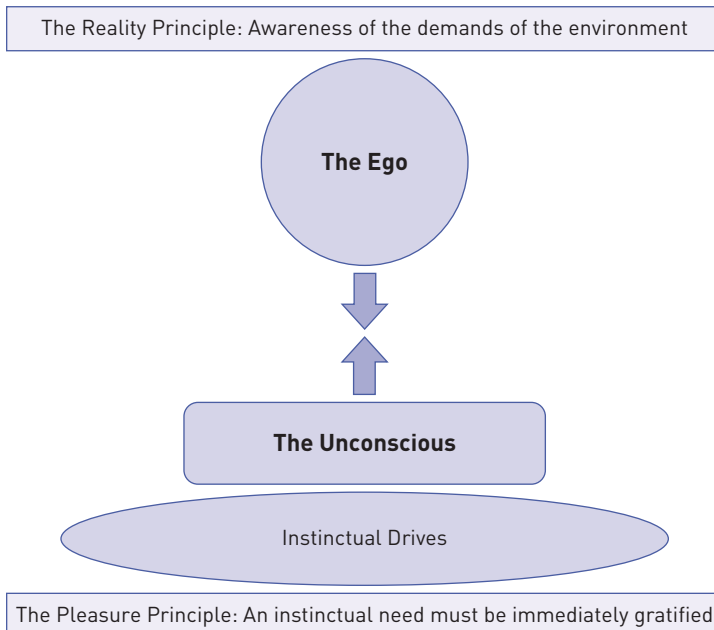 The Reality Principle: Awareness of the demands of the environment
The Ego
The Unconscious
Instinctual Drives
The Pleasure Principle: An instinctual need must be immediately gratified